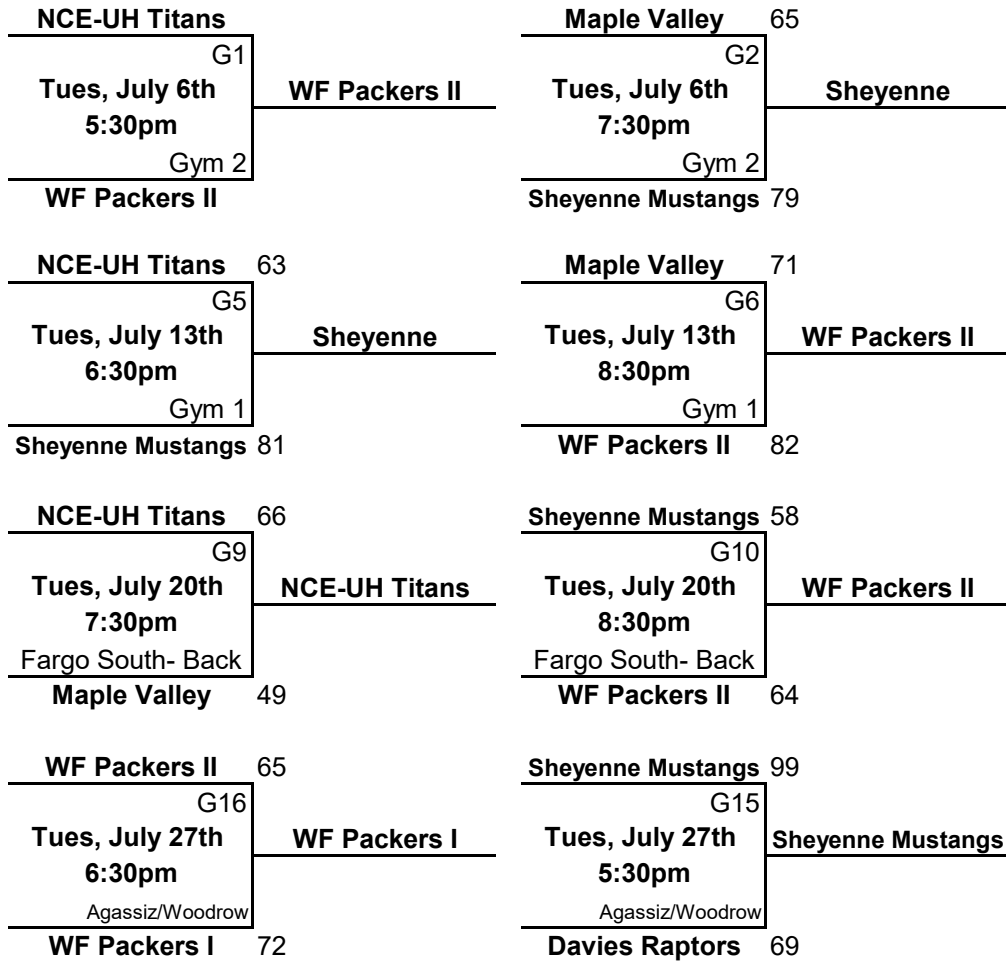 NCE-UH Titans
G1
Tues, July 6th
5:30pm
Gym 2
WF Packers II
WF Packers II
Maple Valley 65
G2
Tues, July 6th
7:30pm
Gym 2
Sheyenne Mustangs 79
Sheyenne
NCE-UH Titans 63
G5
Tues, July 13th
6:30pm
Gym 1
Sheyenne Mustangs 81
Sheyenne
Maple Valley 71
G6
Tues, July 13th
8:30pm
Gym 1
WF Packers II 82
WF Packers II
NCE-UH Titans 66
G9
Tues, July 20th
7:30pm
Fargo South- Back
Maple Valley 49
NCE-UH Titans
Sheyenne Mustangs 58
G10
Tues, July 20th
8:30pm
Fargo South- Back
WF Packers II 64
WF Packers II
WF Packers II 65
G16
Tues, July 27th
6:30pm
Agassiz/Woodrow
WF Packers I 72
WF Packers I
Sheyenne Mustangs 99
G15
Tues, July 27th
5:30pm
Agassiz/Woodrow
Davies Raptors 69
Sheyenne Mustangs